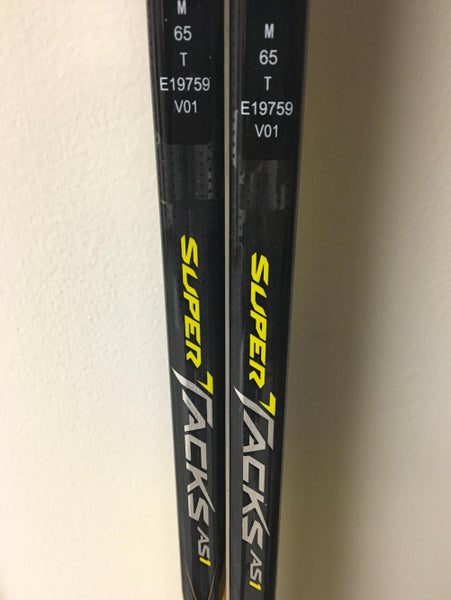 M
65
T
E19759
V01
SUPER
TACKS AS1
M
65
T
E19759
V01
SUPER
TACKS AS1